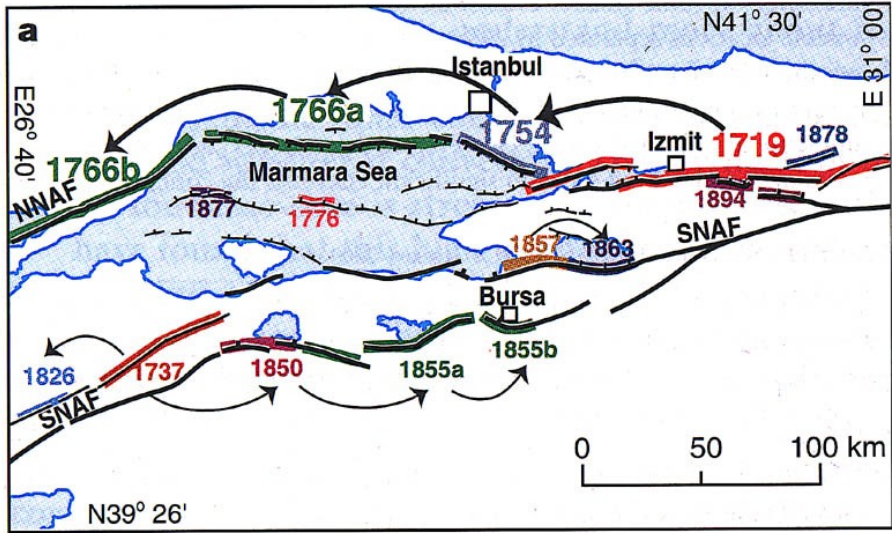 a
N41° 30'
E 31° 00
E26° 40'
Istanbul
1766a
1754
Izmit
1719
1878
1766b
Marmara Sea
NNAF
1877
1776
1894
SNAF
1857
1863
Bursa
1826
1737
1850
1855a
1855b
SNAF
0 50 100 km
N39° 26'